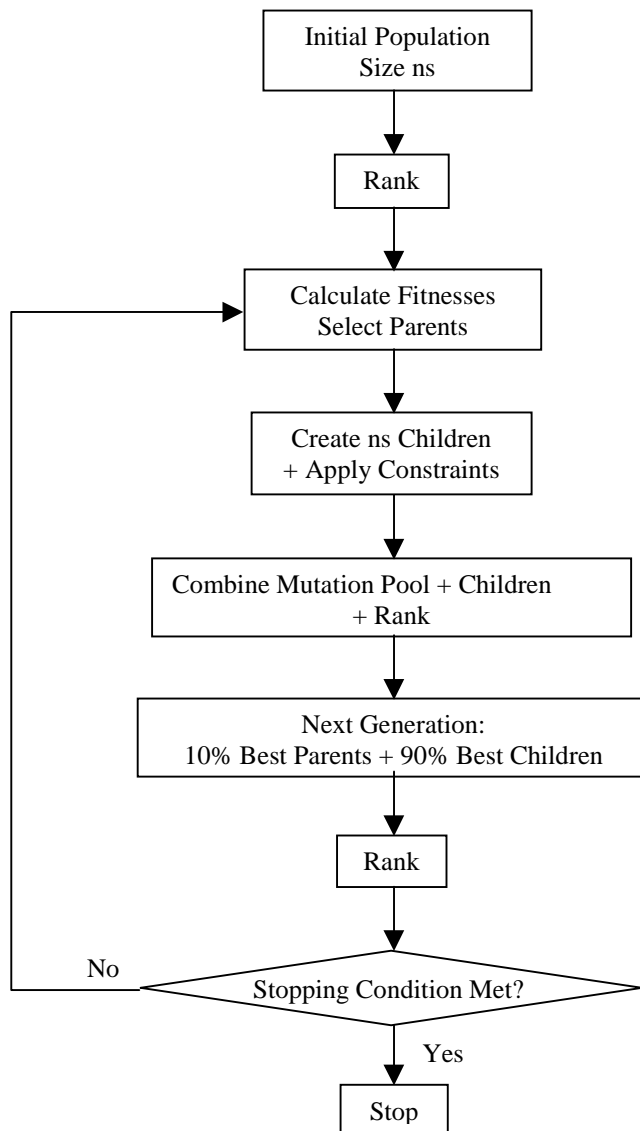 Initial Population
Size ns
Rank
Calculate Fitnesses
Select Parents
Create ns Children
+ Apply Constraints
Combine Mutation Pool + Children
+ Rank
Next Generation:
10% Best Parents + 90% Best Children
Rank
No
Stopping Condition Met?
Yes
Stop